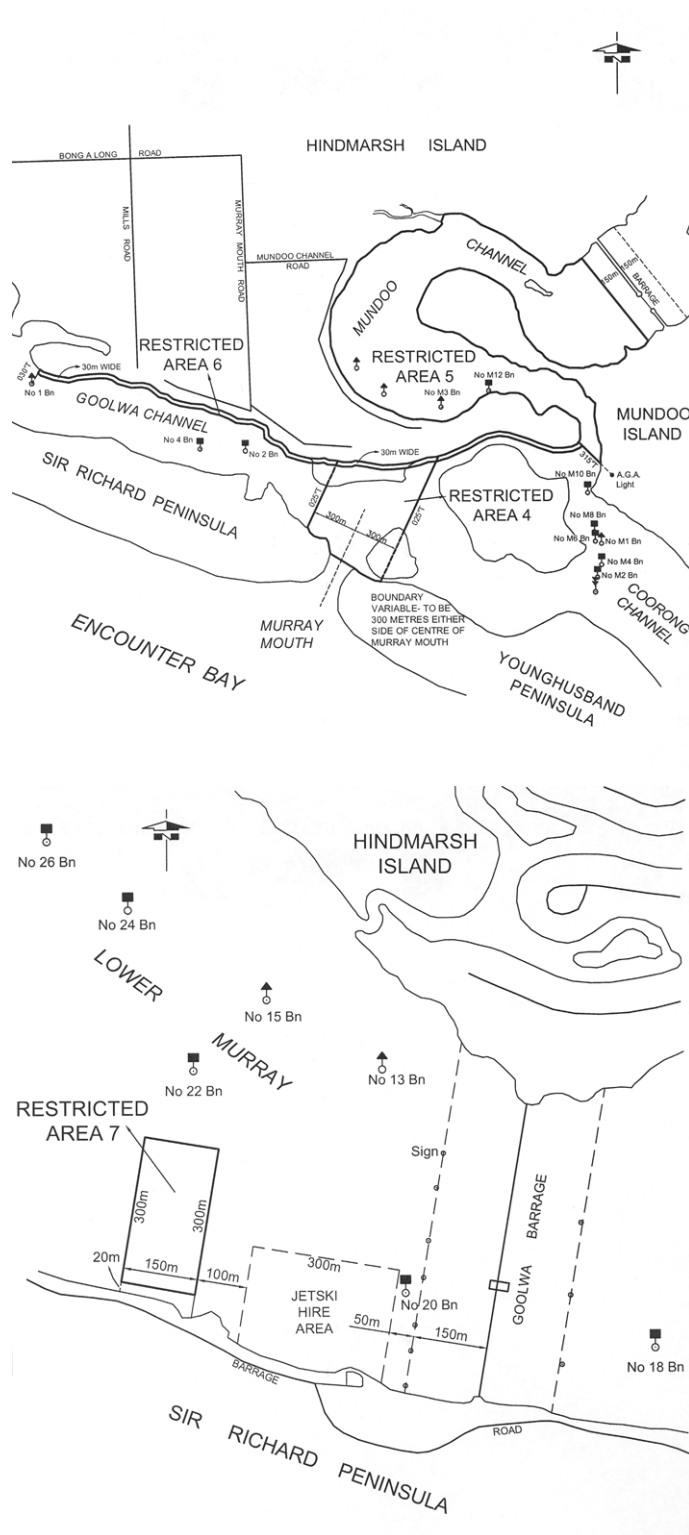 N
HINDMARSH ISLAND
BONG A LONG ROAD
MILLS ROAD
MURRAY MOUTH ROAD
MUNDOO CHANNEL
ROAD
MUNDOO
CHANNEL
150m
150m
BARRAGE
RESTRICTED
AREA 6
RESTRICTED
AREA 5
030°T
30m WIDE
No 1 Bn
GOOLWA CHANNEL
No M12 Bn
No M3 Bn
MUNDOO
ISLAND
No 4 Bn
No 2 Bn
30m WIDE
315°T
A.G.A.
Light
No M10 Bn
SIR RICHARD PENINSULA
025°T
300m
300m
025°T
RESTRICTED
AREA 4
No M8 Bn
No M6 Bn
No M1 Bn
No M4 Bn
No M2 Bn
COORONG
CHANNEL
BOUNDARY
VARIABLE- TO BE
300 METRES EITHER
SIDE OF CENTRE OF
MURRAY MOUTH
MURRAY
MOUTH
ENCOUNTER BAY
YOUNGHUSBAND
PENINSULA
N
No 26 Bn
HINDMARSH
ISLAND
No 24 Bn
LOWER
MURRAY
No 15 Bn
No 22 Bn
No 13 Bn
RESTRICTED
AREA 7
Sign
300m
300m
20m
150m
100m
300m
JETSKI
HIRE
AREA
No 20 Bn
50m
150m
GOOLWA BARRAGE
No 18 Bn
BARRAGE
ROAD
SIR RICHARD PENINSULA